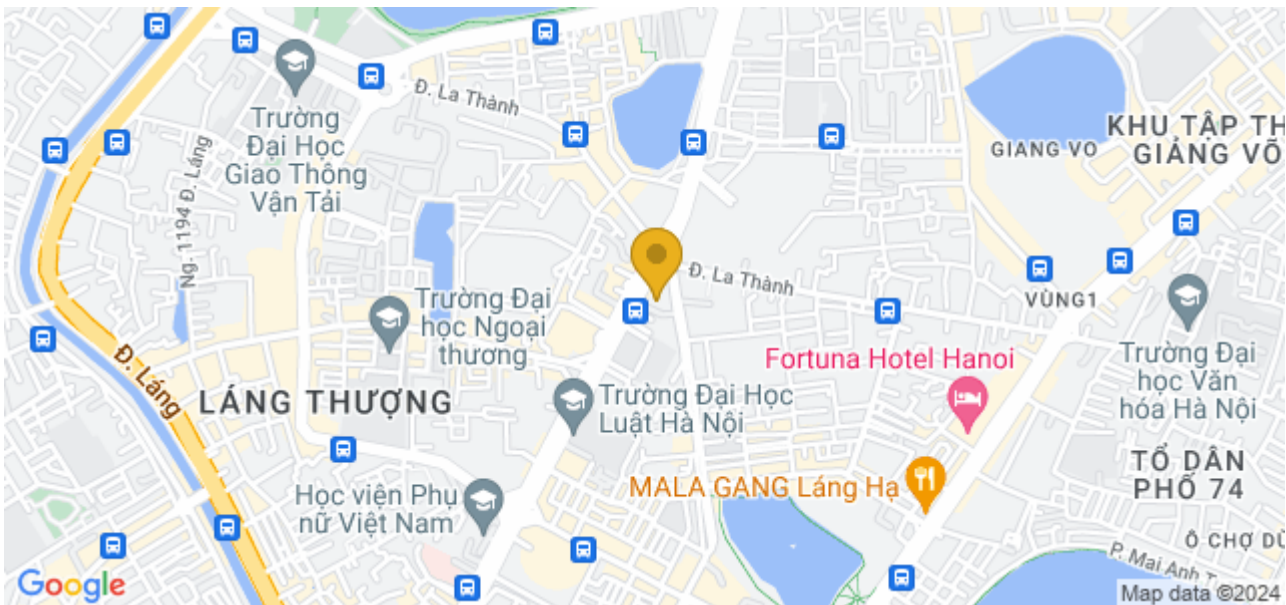 Đ. La Thành
Trường
Đại Học
Giao Thông
Vận Tải
Ng. 1194 Đ. Láng
GIANG VO
KHU TẬP TH
GIẢNG VÕ
Đ. La Thành
VÙNG1
Trường Đại
học Ngoại
thương
Đ. Láng
LÁNG THƯỢNG
Fortuna Hotel Hanoi
Trường Đại
học Văn
hóa Hà Nội
Trường Đại Học
Luật Hà Nội
TỔ DÂN
PHỐ 74
MALA GANG Láng Hạ
Học viện Phụ
nữ Việt Nam
Ô CHỢ DỪ
P. Mai Anh T
Google
Map data ©2024